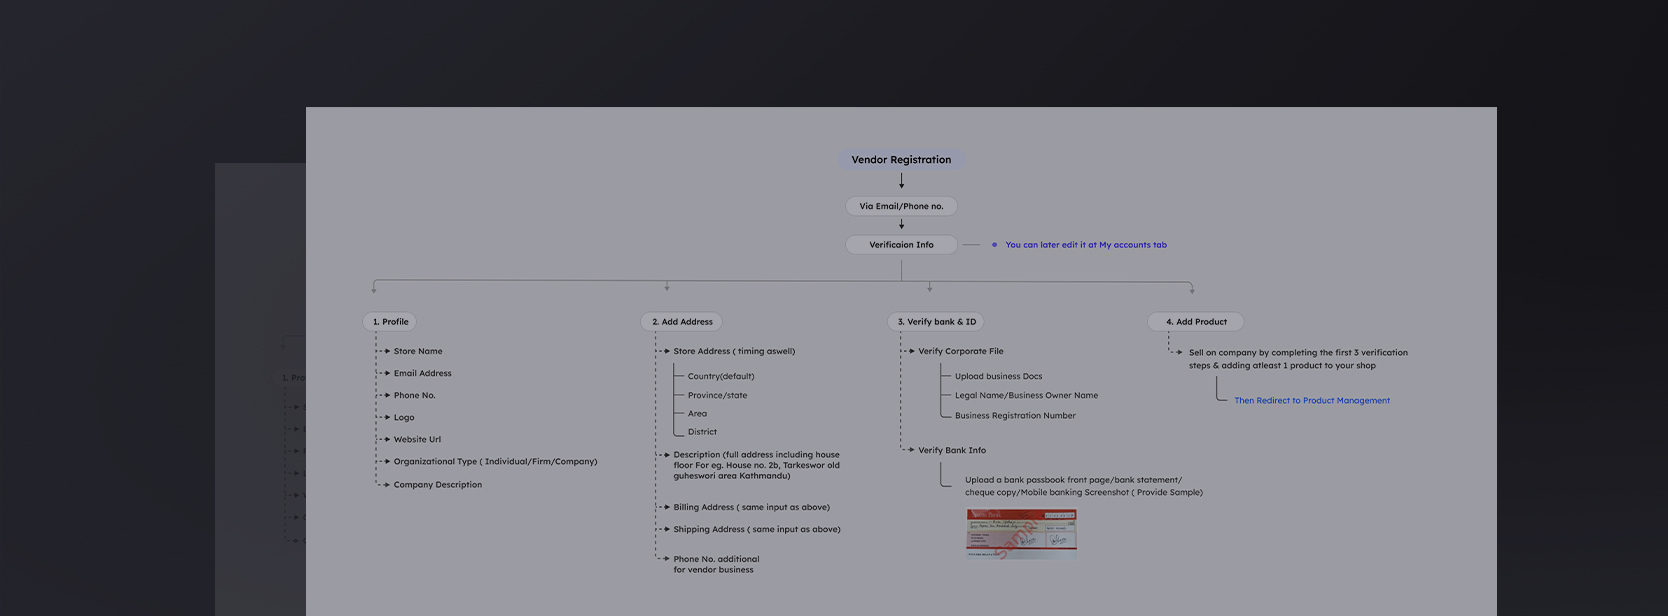 Vendor Registration
Via Email/Phone no.
Verificaion Info
You can later edit it at My accounts tab
1. Profile
Store Name
Email Address
Phone No.
Logo
Website Url
Organizational Type ( Individual/Firm/Company)
Company Description
2. Add Address
Store Address ( timing aswell)
Country(default)
Province/state
Area
District
Description (full address including house
floor For eg. House no. 2b, Tarkeswor old
guheswori area Kathmandu)
Billing Address ( same input as above)
Shipping Address ( same input as above)
Phone No. additional
for vendor business
3. Verify bank & ID
Verify Corporate File
Upload business Docs
Legal Name/Business Owner Name
Business Registration Number
Verify Bank Info
Upload a bank passbook front page/bank statement/
cheque copy/Mobile banking Screenshot ( Provide Sample)
Sample
4. Add Product
Sell on company by completing the first 3 verification
steps & adding atleast 1 product to your shop
Then Redirect to Product Management
1. Pro